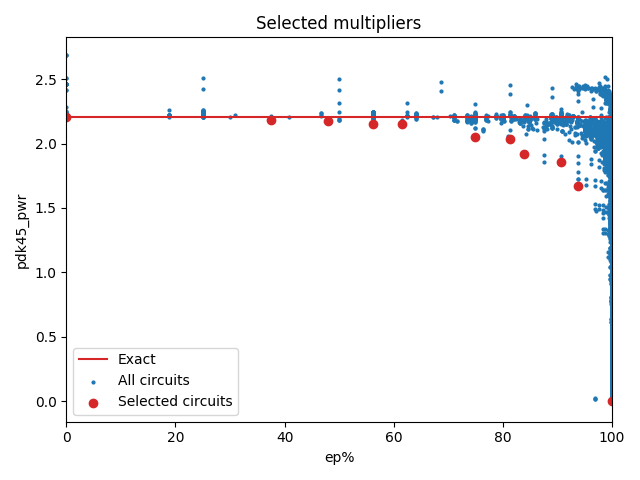 Selected multipliers
pdk45_pwr
2.5
2.0
1.5
1.0
0.5
0.0
Exact
All circuits
Selected circuits
0
20
40
60
80
100
ep%